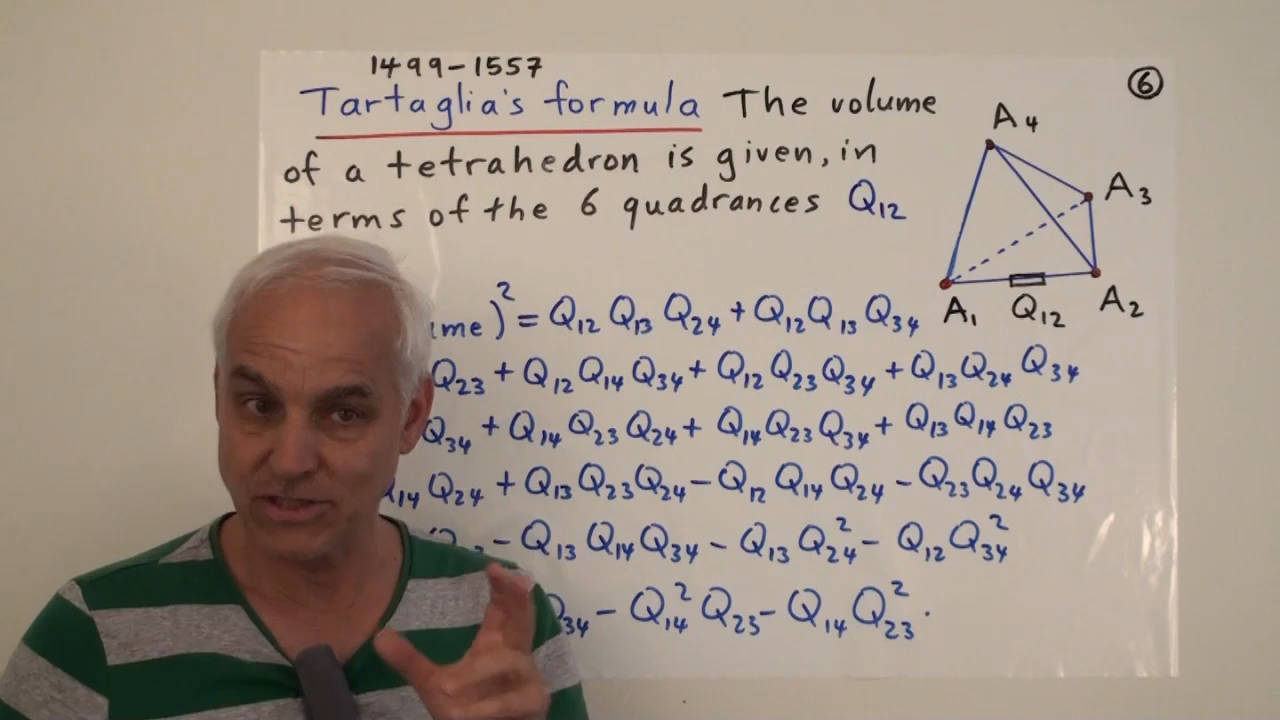 1499-1557
Tartaglia's formula The volume
of a tetrahedron is given, in
terms of the 6 quadrances Q₁₂
)² = Q₁₂ Q₁₃ Q₂₄ + Q₁₂ Q₁₃ Q₃₄
Q₂₃ + Q₁₂ Q₁₄ Q₃₄ + Q₁₂ Q₂₃ Q₃₄ + Q₁₃ Q₂₄ Q₃₄
Q₃₄ + Q₁₄ Q₂₃ Q₂₄ + Q₁₄ Q₂₃ Q₃₄ + Q₁₃ Q₁₄ Q₂₃
Q₂₄ + Q₁₃ Q₂₃ Q₂₄ - Q₁₂ Q₁₄ Q₂₄ - Q₂₃ Q₂₄ Q₃₄
- Q₁₃ Q₁₄ Q₃₄ - Q₁₃ Q₂₄² - Q₁₂ Q₃₄²
- Q₁₄² Q₂₃ - Q₁₄ Q₂₃² .
6
A₄
A₃
A₁ Q₁₂ A₂